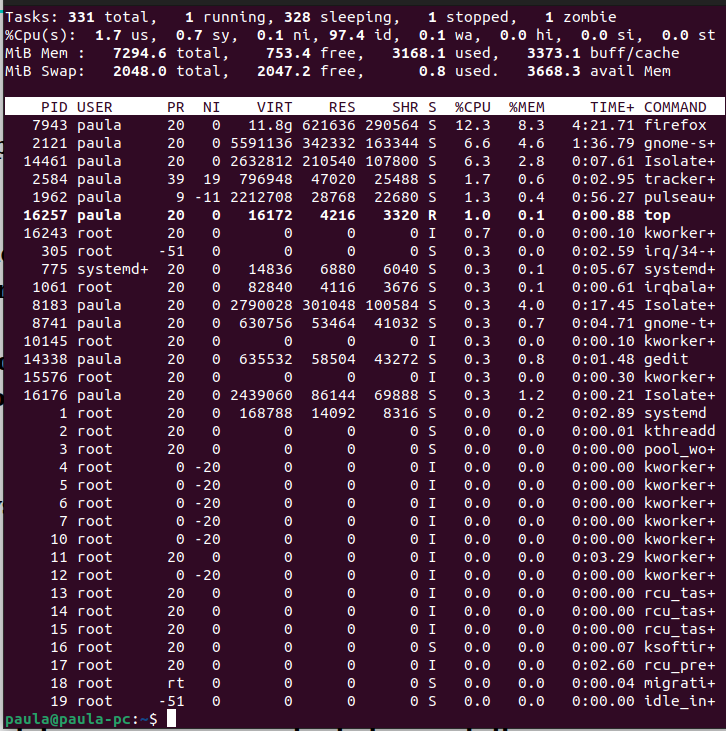 Tasks: 331 total,   1 running, 328 sleeping,   1 stopped,   1 zombie
%Cpu(s):  1.7 us,  0.7 sy,  0.1 ni, 97.4 id,  0.1 wa,  0.0 hi,  0.0 si,  0.0 st
MiB Mem :   7294.6 total,    753.4 free,   3168.1 used,   3373.1 buff/cache
MiB Swap:   2048.0 total,   2047.2 free,      0.8 used.   3668.3 avail Mem
PID USER      PR  NI    VIRT    RES    SHR S  %CPU  %MEM     TIME+ COMMAND
7943 paula     20   0   11.8g 621636 290564 S  12.3   8.3   4:21.71 firefox
2121 paula     20   0 5591136 342332 163344 S   6.6   4.6   1:36.79 gnome-s+
14461 paula     20   0 2632812 210540 107800 S   6.3   2.8   0:07.61 Isolate+
2584 paula     39  19  796948  47020  25488 S   1.7   0.6   0:02.95 tracker+
1962 paula      9 -11 2212708  28768  22680 S   1.3   0.4   0:56.27 pulseau+
16257 paula     20   0   16172   4216   3320 R   1.0   0.1   0:00.88 top
16243 root      20   0       0      0      0 I   0.7   0.0   0:00.10 kworker+
305 root     -51   0       0      0      0 S   0.3   0.0   0:02.59 irq/34-+
775 systemd+  20   0   14836   6880   6040 S   0.3   0.1   0:05.67 systemd+
1061 root      20   0   82840   4116   3676 S   0.3   0.1   0:00.61 irqbala+
8183 paula     20   0 2790028 301048 100584 S   0.3   4.0   0:17.45 Isolate+
8741 paula     20   0  630756  53464  41032 S   0.3   0.7   0:04.71 gnome-t+
10145 root      20   0       0      0      0 I   0.3   0.0   0:00.10 kworker+
14338 paula     20   0  635532  58504  43272 S   0.3   0.8   0:01.48 gedit
15576 root      20   0       0      0      0 I   0.3   0.0   0:00.30 kworker+
16176 paula     20   0 2439060  86144  69888 S   0.3   1.2   0:00.21 Isolate+
1 root      20   0  168788  14092   8316 S   0.0   0.2   0:02.89 systemd
2 root      20   0       0      0      0 S   0.0   0.0   0:00.01 kthreadd
3 root      20   0       0      0      0 S   0.0   0.0   0:00.00 pool_wo+
4 root       0 -20       0      0      0 I   0.0   0.0   0:00.00 kworker+
5 root       0 -20       0      0      0 I   0.0   0.0   0:00.00 kworker+
6 root       0 -20       0      0      0 I   0.0   0.0   0:00.00 kworker+
7 root       0 -20       0      0      0 I   0.0   0.0   0:00.00 kworker+
10 root       0 -20       0      0      0 I   0.0   0.0   0:00.00 kworker+
11 root      20   0       0      0      0 I   0.0   0.0   0:03.29 kworker+
12 root       0 -20       0      0      0 I   0.0   0.0   0:00.00 kworker+
13 root      20   0       0      0      0 I   0.0   0.0   0:00.00 rcu_tas+
14 root      20   0       0      0      0 I   0.0   0.0   0:00.00 rcu_tas+
15 root      20   0       0      0      0 I   0.0   0.0   0:00.00 rcu_tas+
16 root      20   0       0      0      0 S   0.0   0.0   0:00.07 ksoftir+
17 root      20   0       0      0      0 I   0.0   0.0   0:02.60 rcu_pre+
18 root      rt   0       0      0      0 S   0.0   0.0   0:00.04 migrati+
19 root     -51   0       0      0      0 S   0.0   0.0   0:00.00 idle_in+
paula@paula-pc:~$